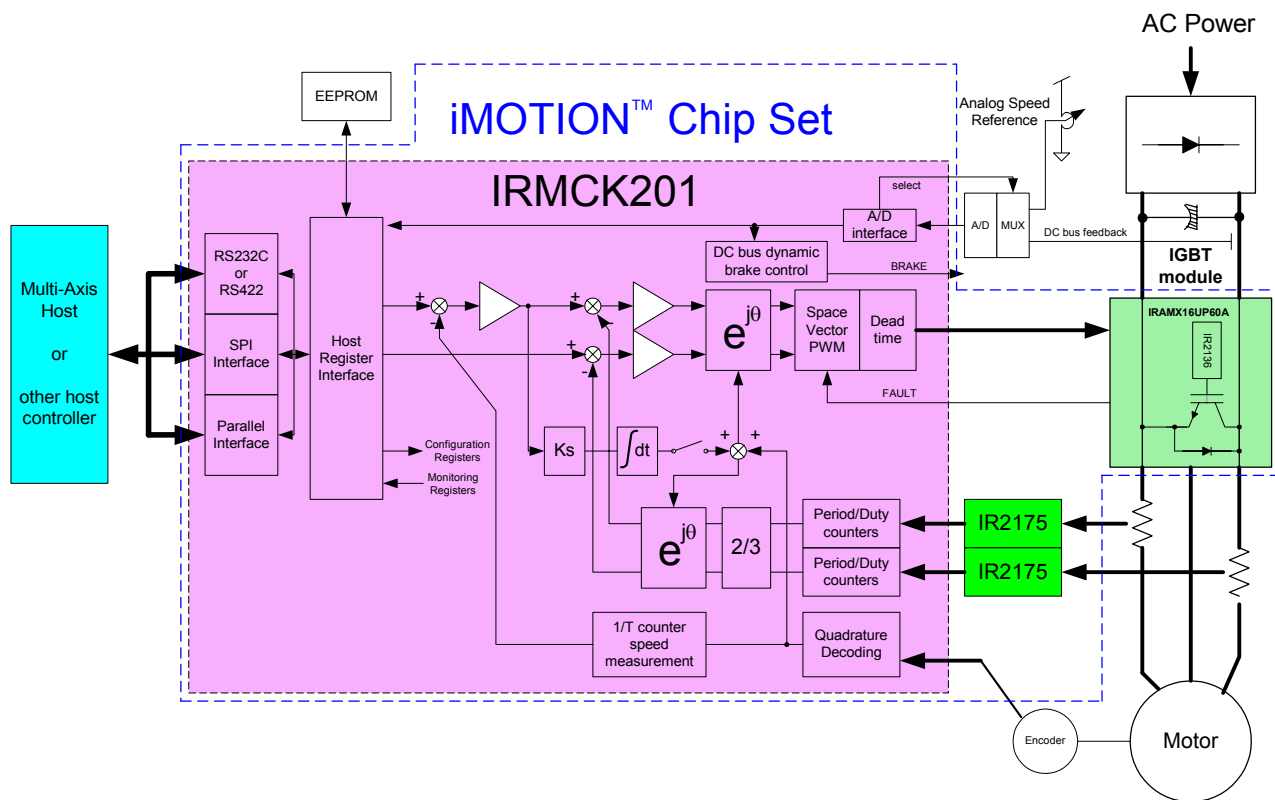 AC Power
EEPROM
iMOTION™ Chip Set
Analog Speed
Reference
IRMCK201
select
A/D
interface
A/D
MUX
DC bus feedback
DC bus dynamic
brake control
BRAKE
IGBT
module
Multi-Axis
Host
or
other host
controller
RS232C
or
RS422
SPI
Interface
Parallel
Interface
Host
Register
Interface
+
-
+
-
+
-
e^jθ
Space
Vector
PWM
Dead
time
IRAMX16UP60A
IR2136
FAULT
Configuration
Registers
Monitoring
Registers
Ks
∫dt
+
+
+
e^jθ
2/3
Period/Duty
counters
Period/Duty
counters
IR2175
IR2175
1/T counter
speed
measurement
Quadrature
Decoding
Encoder
Motor